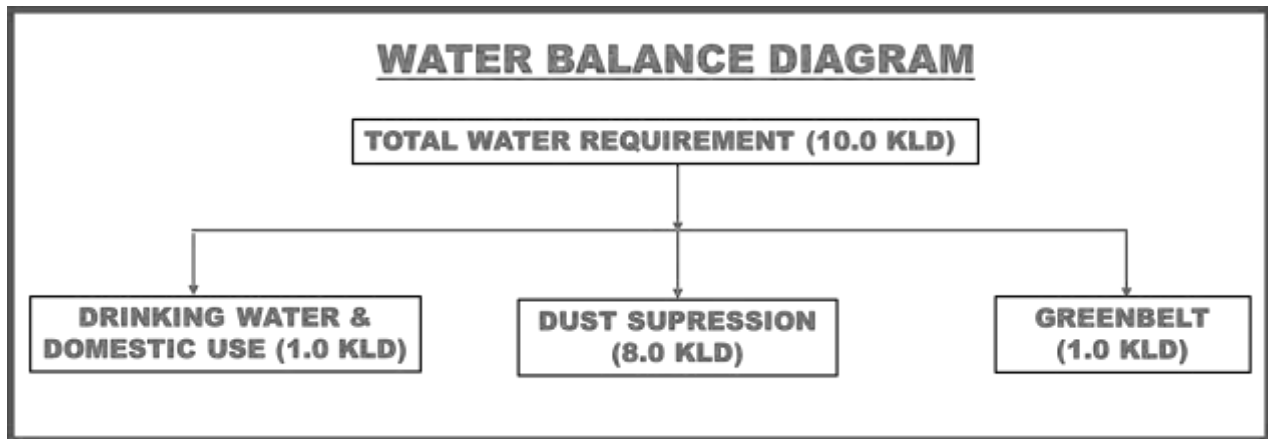 WATER BALANCE DIAGRAM
TOTAL WATER REQUIREMENT (10.0 KLD)
DRINKING WATER &
DOMESTIC USE (1.0 KLD)
DUST SUPRESSION
(8.0 KLD)
GREENBELT
(1.0 KLD)